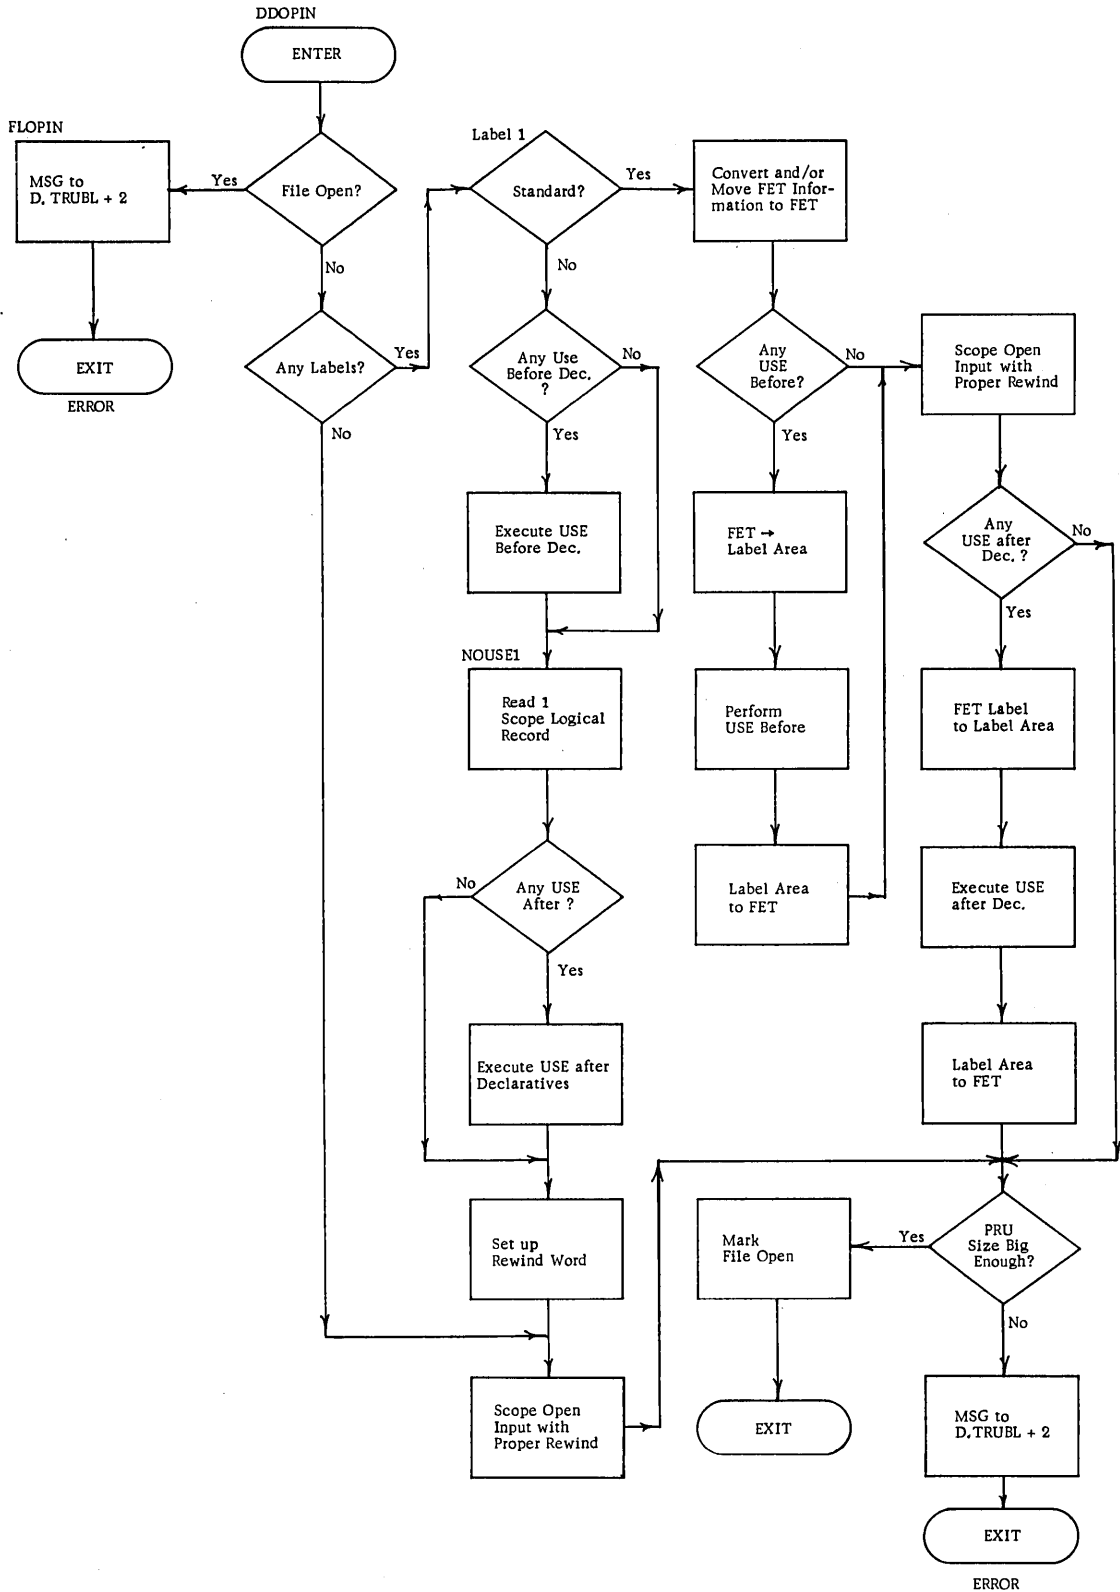 DDOPIN
ENTER
FLOPIN
MSG to
D. TRUBL + 2
Yes
File Open?
No
EXIT
ERROR
Any Labels?
Yes
No
Label 1
Standard?
Yes
No
Any Use
Before Dec.
?
No
Yes
Execute USE
Before Dec.
NOUSE1
Read 1
Scope Logical
Record
Any USE
After ?
No
Yes
Execute USE after
Declaratives
Set up
Rewind Word
Scope Open
Input with
Proper Rewind
Convert and/or
Move FET Infor-
mation to FET
Any
USE
Before?
No
Yes
FET →
Label Area
Perform
USE Before
Label Area
to FET
Scope Open
Input with
Proper Rewind
Any
USE after
Dec. ?
No
Yes
FET Label
to Label Area
Execute USE
after Dec.
Label Area
to FET
PRU
Size Big
Enough?
Yes
Mark
File Open
EXIT
No
MSG to
D.TRUBL + 2
EXIT
ERROR